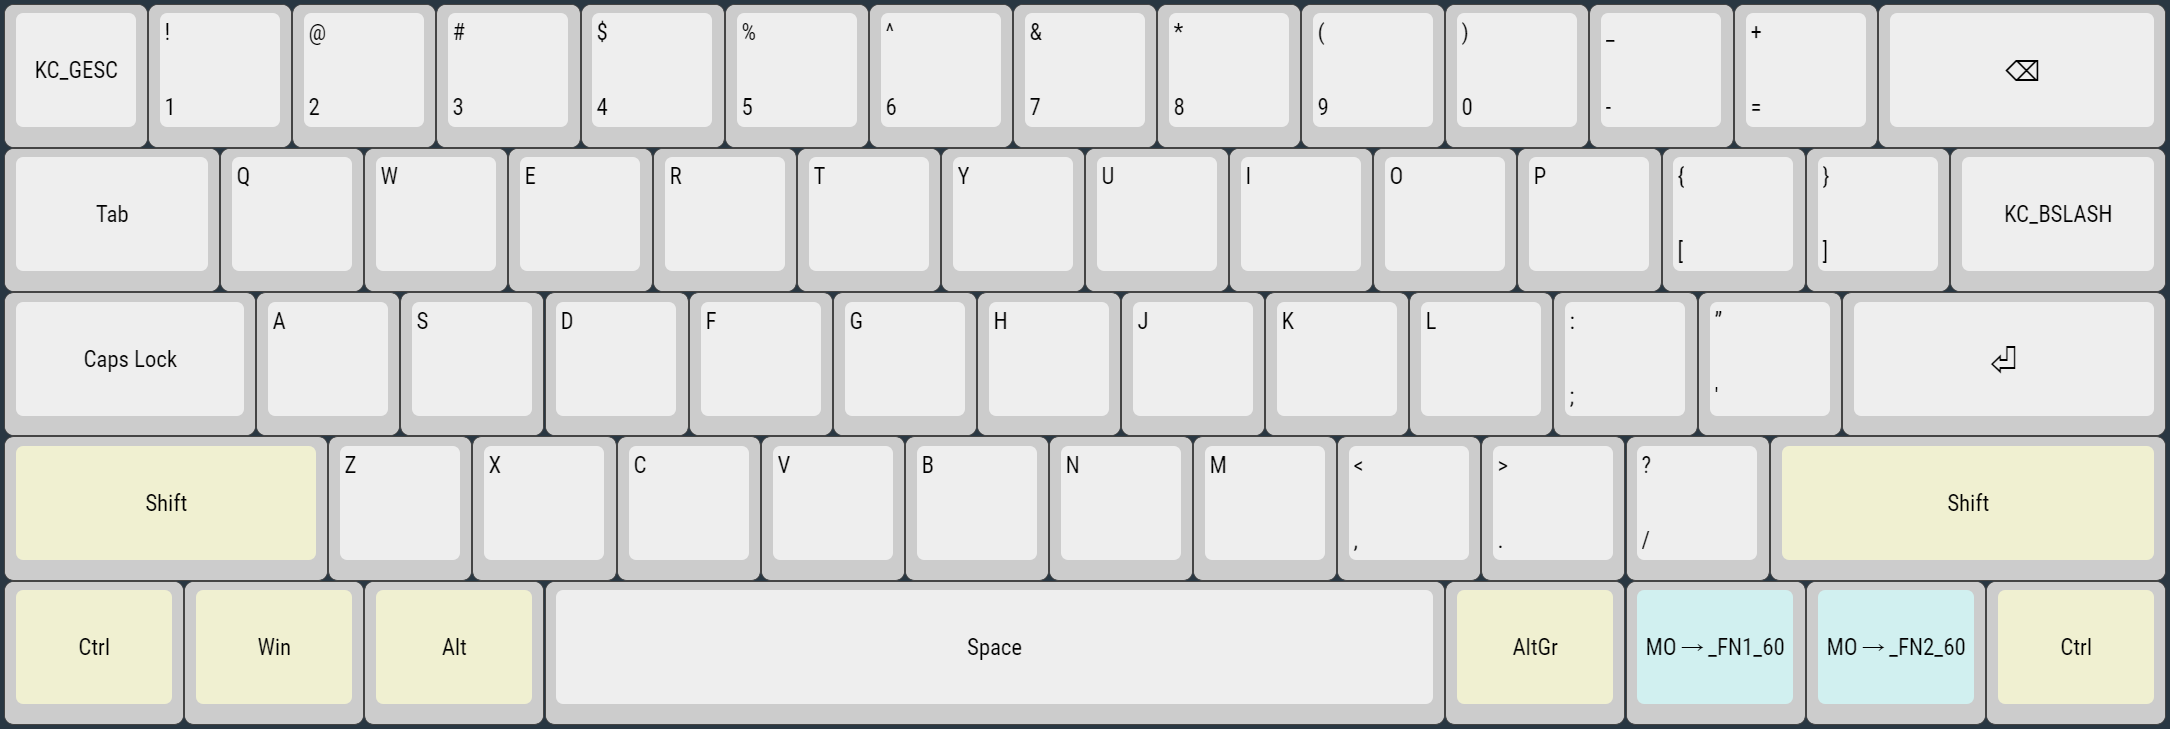 KC_GESC ! 1 @ 2 # 3 $ 4 % 5 ^ 6 & 7 * 8 ( 9 ) 0 _ - + = ⌫
Tab Q W E R T Y U I O P { [ } ] KC_BSLASH
Caps Lock A S D F G H J K L : ; " ' ⏎
Shift Z X C V B N M < , > . ? / Shift
Ctrl Win Alt Space AltGr MO → _FN1_60 MO → _FN2_60 Ctrl